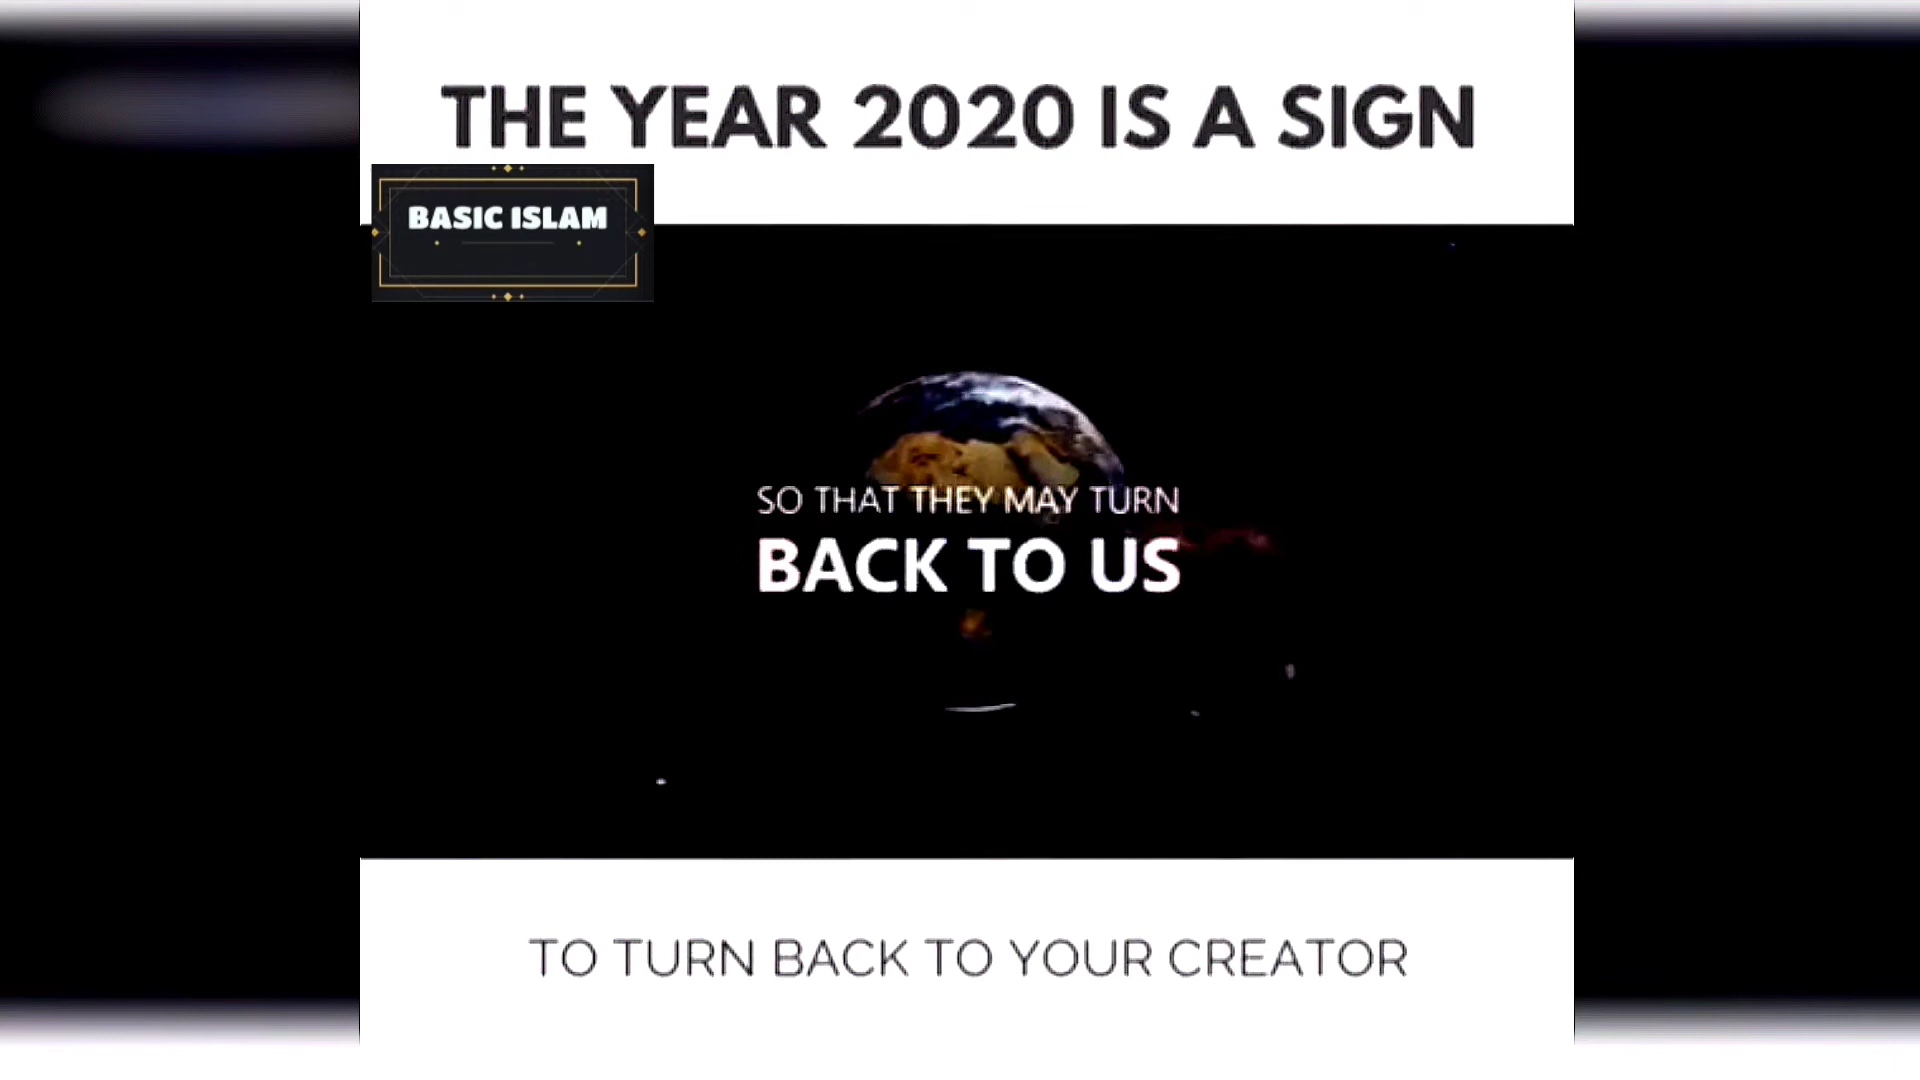 THE YEAR 2020 IS A SIGN
BASIC ISLAM
SO THAT THEY MAY TURN
BACK TO US
TO TURN BACK TO YOUR CREATOR